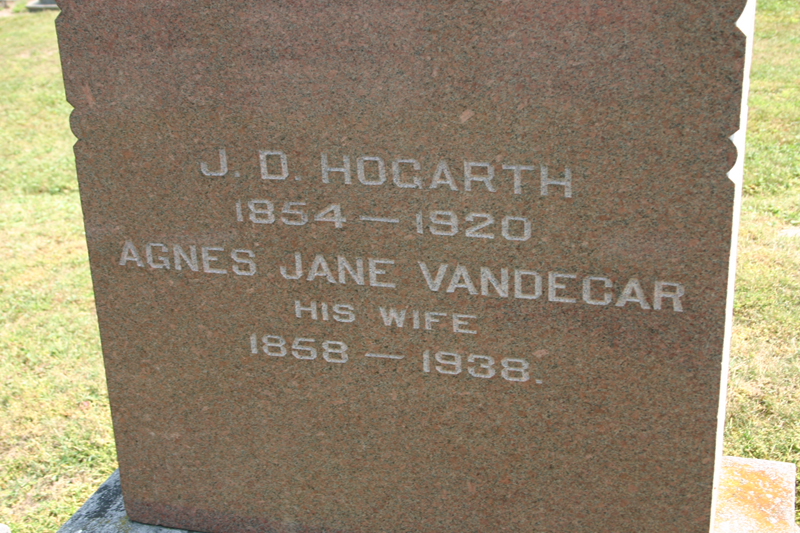 J. D. HOGARTH
1854 — 1920
AGNES JANE VANDECAR
HIS WIFE
1858 — 1938.